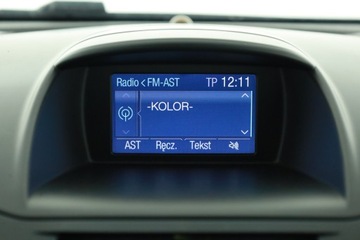 Radio < FM-AST TP 12:11
-KOLOR-
AST Ręcz. Tekst